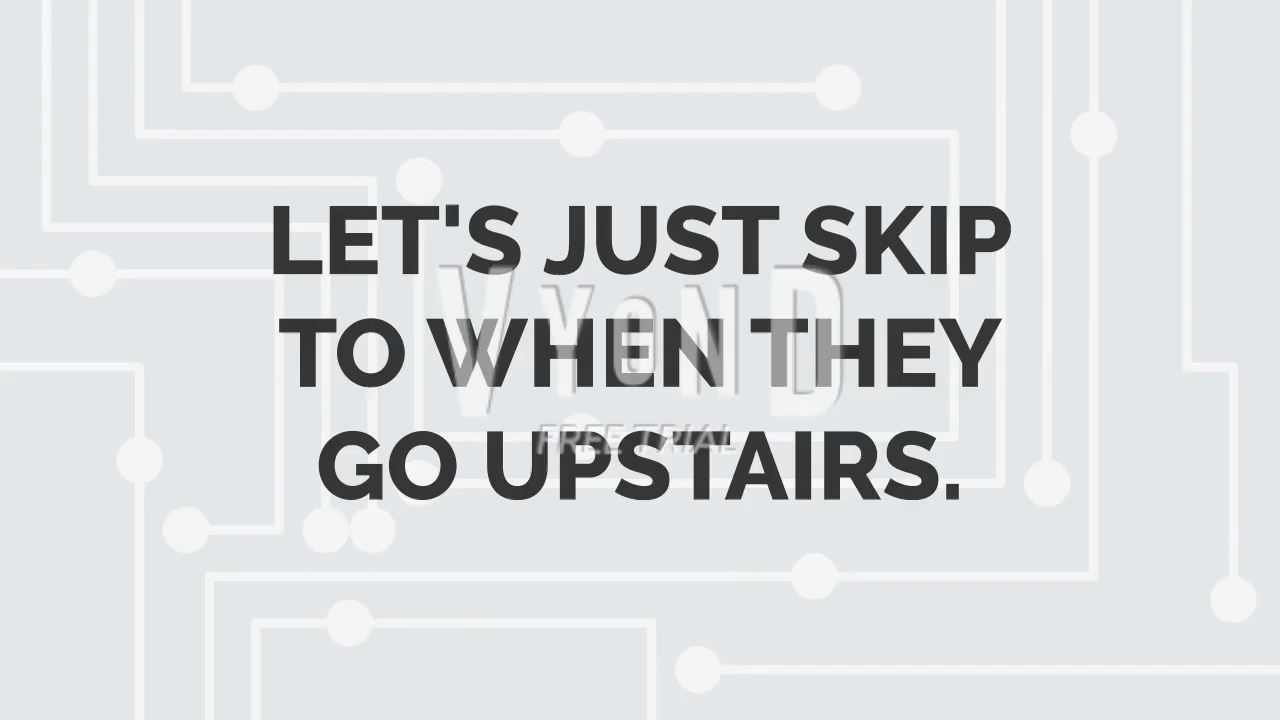 LET'S JUST SKIP
TO WHEN THEY
GO UPSTAIRS.
VYOND
FREE TRIAL